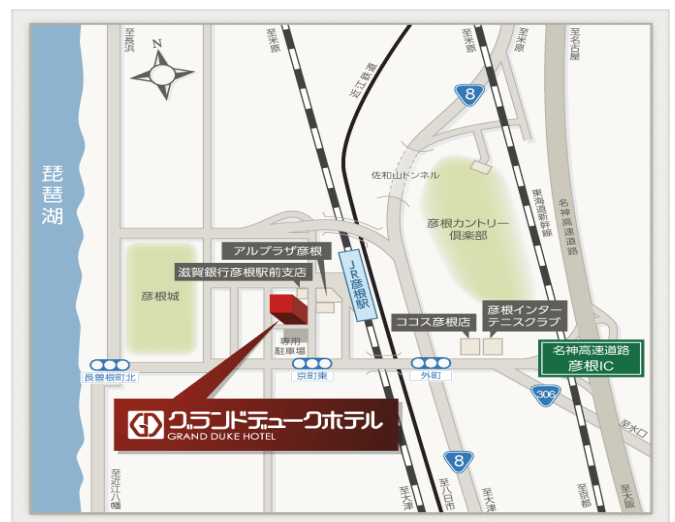 至長浜
N
至米原
近江鉄道
至米原
8
至米原
至名古屋
琵琶湖
佐和山トンネル
彦根カントリー
倶楽部
東海道新幹線
名神高速道路
アルプラザ彦根
滋賀銀行彦根駅前支店
JR彦根駅
彦根城
専用
駐車場
ココス彦根店
彦根インター
テニスクラブ
名神高速道路
彦根IC
長曽根町北
京町東
外町
306
GD グランドデュークホテル
GRAND DUKE HOTEL
至水口
8
至近江八幡
至大津
至八日市
至大津
至京都
至大阪